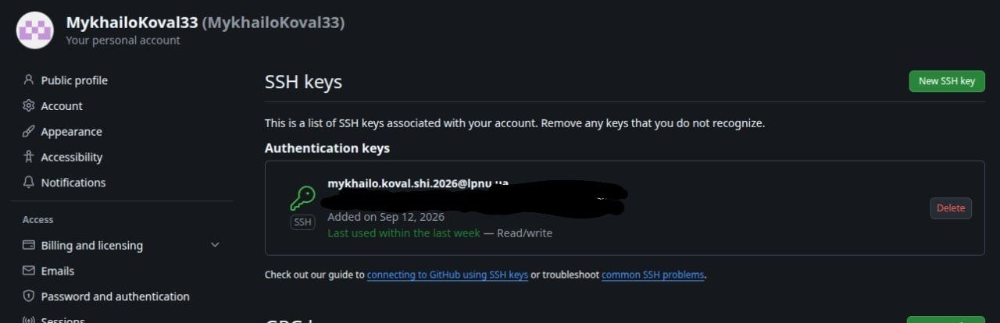 MykhailoKoval33 (MykhailoKoval33)
Your personal account
Public profile
Account
Appearance
Accessibility
Notifications
Access
Billing and licensing
Emails
Password and authentication
Sessions
SSH keys
New SSH key
This is a list of SSH keys associated with your account. Remove any keys that you do not recognize.
Authentication keys
mykhailo.koval.shi.2026@lpnu.ua
SSH
Added on Sep 12, 2026
Last used within the last week — Read/write
Delete
Check out our guide to connecting to GitHub using SSH keys or troubleshoot common SSH problems.